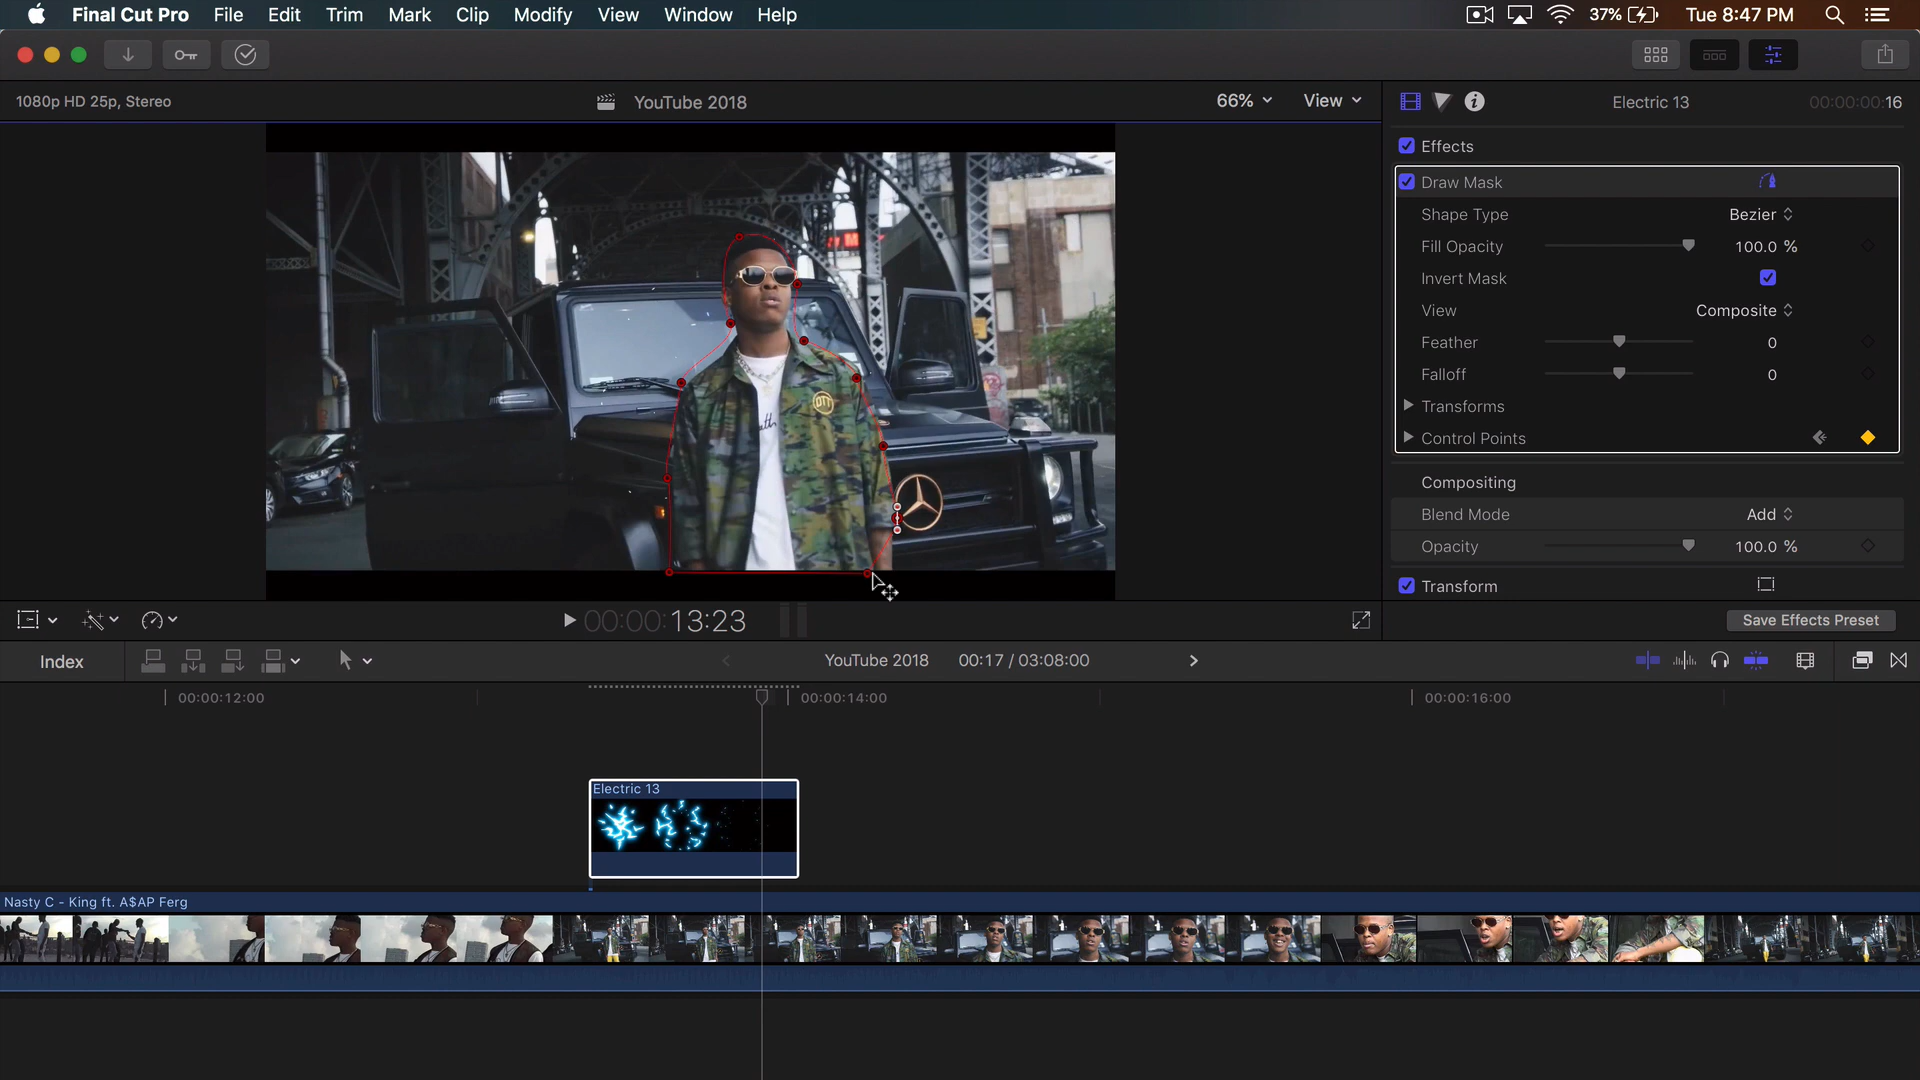 Final Cut Pro File Edit Trim Mark Clip Modify View Window Help 37% Tue 8:47 PM
1080p HD 25p, Stereo YouTube 2018 66% View Electric 13 00:00:00:16
Effects
Draw Mask
Shape Type Bezier
Fill Opacity 100.0 %
Invert Mask
View Composite
Feather 0
Falloff 0
Transforms
Control Points
Compositing
Blend Mode Add
Opacity 100.0 %
Transform
OTT
00:00:13:23 Save Effects Preset
Index YouTube 2018 00:17 / 03:08:00
00:00:12:00 00:00:14:00 00:00:16:00
Electric 13
Nasty C - King ft. A$AP Ferg